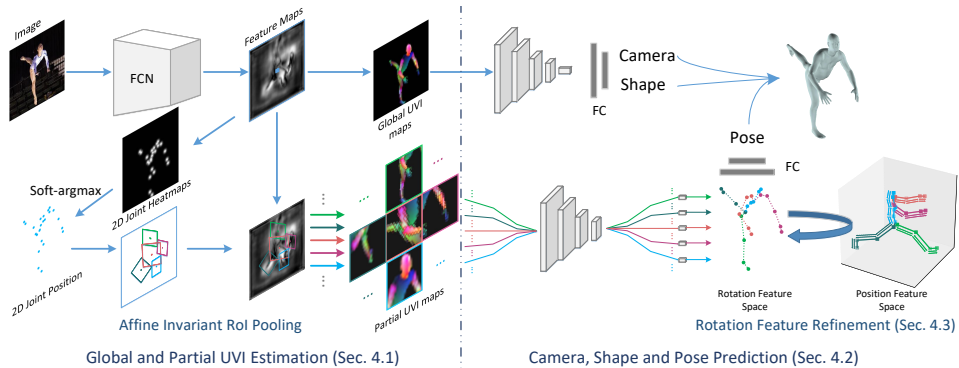 Image
FCN
Feature Maps
Global UVI
maps
Camera
Shape
FC
Pose
FC
2D Joint Heatmaps
Soft-argmax
2D Joint Position
Partial UVI maps
Rotation Feature
Space
Position Feature
Space
Affine Invariant RoI Pooling
Rotation Feature Refinement (Sec. 4.3)
Global and Partial UVI Estimation (Sec. 4.1)
Camera, Shape and Pose Prediction (Sec. 4.2)